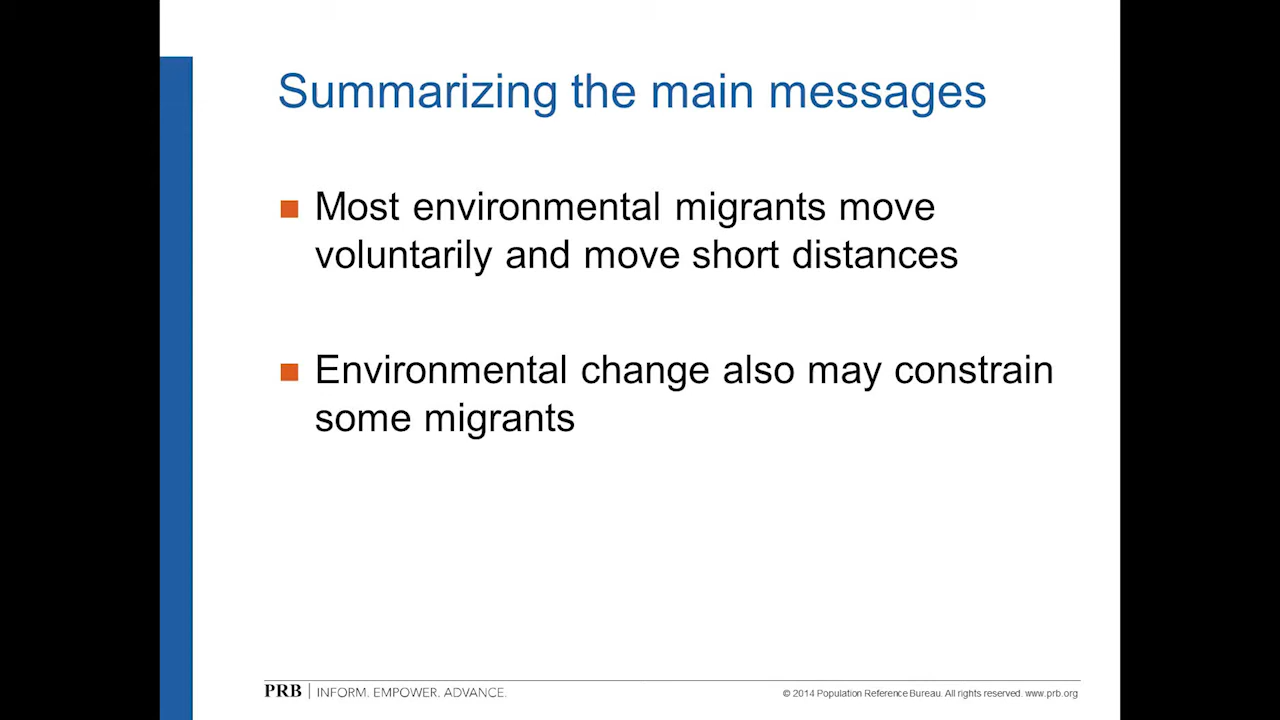 Summarizing the main messages
Most environmental migrants move
voluntarily and move short distances
Environmental change also may constrain
some migrants
PRB | INFORM. EMPOWER. ADVANCE.
© 2014 Population Reference Bureau. All rights reserved. www.prb.org